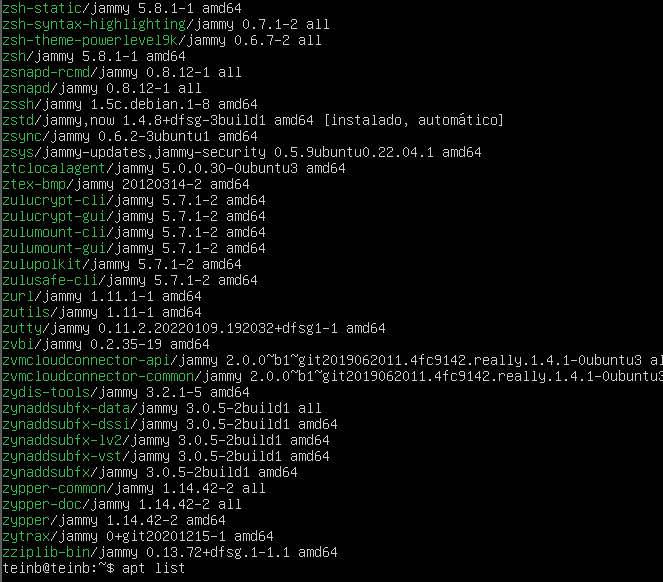 zsh-static/jammy 5.8.1-1 amd64
zsh-syntax-highlighting/jammy 0.7.1-2 all
zsh-theme-powerlevel9k/jammy 0.6.7-2 all
zsh/jammy 5.8.1-1 amd64
zsnapd-rcmd/jammy 0.8.12-1 all
zsnapd/jammy 0.8.12-1 all
zssh/jammy 1.5c.debian.1-8 amd64
zstd/jammy,now 1.4.8+dfsg-3build1 amd64 [instalado, automático]
zsync/jammy 0.6.2-3ubuntu1 amd64
zsys/jammy-updates,jammy-security 0.5.9ubuntu0.22.04.1 amd64
ztclocalagent/jammy 5.0.0.30-0ubuntu3 amd64
ztex-bmp/jammy 20120314-2 amd64
zulucrypt-cli/jammy 5.7.1-2 amd64
zulucrypt-gui/jammy 5.7.1-2 amd64
zulumount-cli/jammy 5.7.1-2 amd64
zulumount-gui/jammy 5.7.1-2 amd64
zulupolkit/jammy 5.7.1-2 amd64
zulusafe-cli/jammy 5.7.1-2 amd64
zurl/jammy 1.11.1-1 amd64
zutils/jammy 1.11-1 amd64
zutty/jammy 0.11.2.20220109.192032+dfsg1-1 amd64
zvbi/jammy 0.2.35-19 amd64
zvmcloudconnector-api/jammy 2.0.0~b1~git2019062011.4fc9142.really.1.4.1-0ubuntu3 al
zvmcloudconnector-common/jammy 2.0.0~b1~git2019062011.4fc9142.really.1.4.1-0ubuntu3
zydis-tools/jammy 3.2.1-5 amd64
zynaddsubfx-data/jammy 3.0.5-2build1 all
zynaddsubfx-dssi/jammy 3.0.5-2build1 amd64
zynaddsubfx-lv2/jammy 3.0.5-2build1 amd64
zynaddsubfx-vst/jammy 3.0.5-2build1 amd64
zynaddsubfx/jammy 3.0.5-2build1 amd64
zypper-common/jammy 1.14.42-2 all
zypper-doc/jammy 1.14.42-2 all
zypper/jammy 1.14.42-2 amd64
zytrax/jammy 0+git20201215-1 amd64
zziplib-bin/jammy 0.13.72+dfsg.1-1.1 amd64
teinb@teinb:~$ apt list